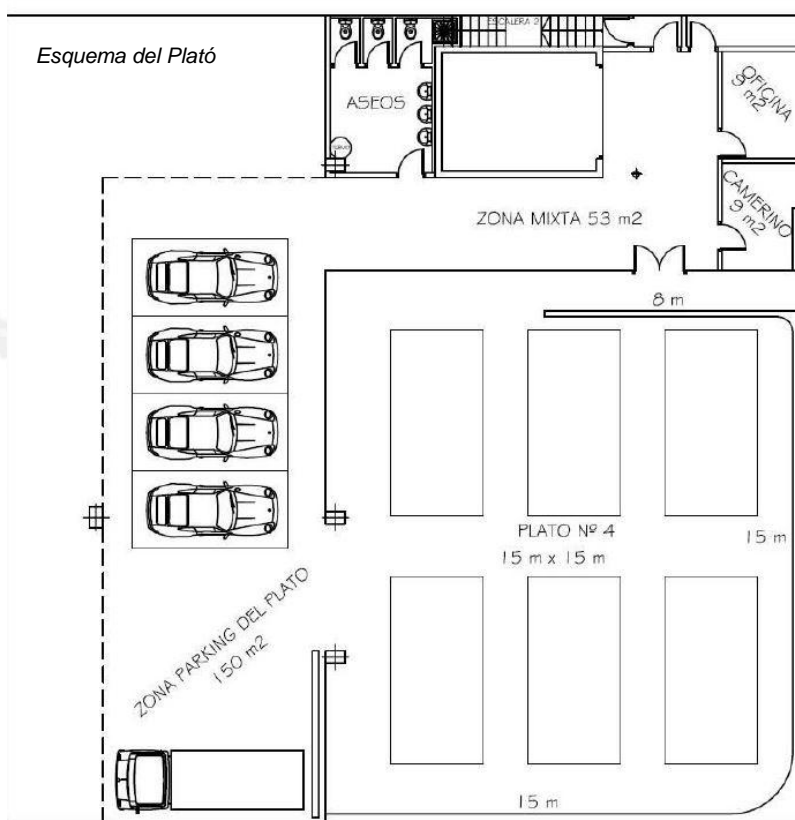 Esquema del Plató
ESCALERA 2
ASEOS
OFICINA
9 m2
CAMERINO
9 m2
ZONA MIXTA 53 m2
8 m
PLATO Nº 4
15 m x 15 m
15 m
ZONA PARKING DEL PLATO
150 m2
15 m